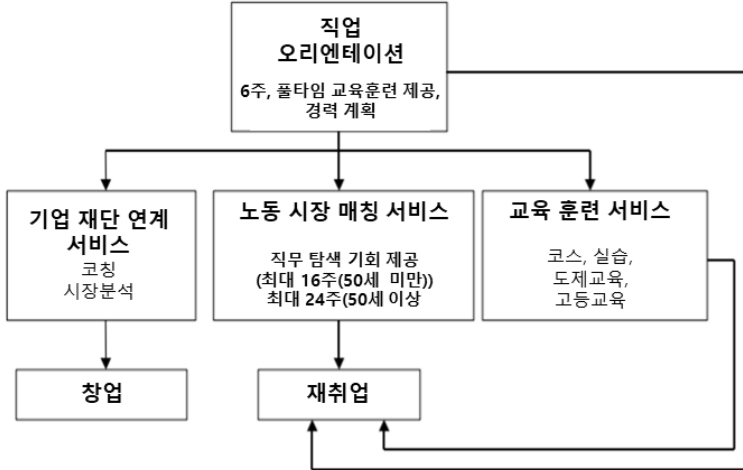 직업
오리엔테이션
6주, 풀타임 교육훈련 제공,
경력 계획
기업 재단 연계
서비스
코칭
시장분석
노동 시장 매칭 서비스
직무 탐색 기회 제공
(최대 16주(50세 미만))
최대 24주(50세 이상
교육 훈련 서비스
코스, 실습,
도제교육,
고등교육
창업
재취업